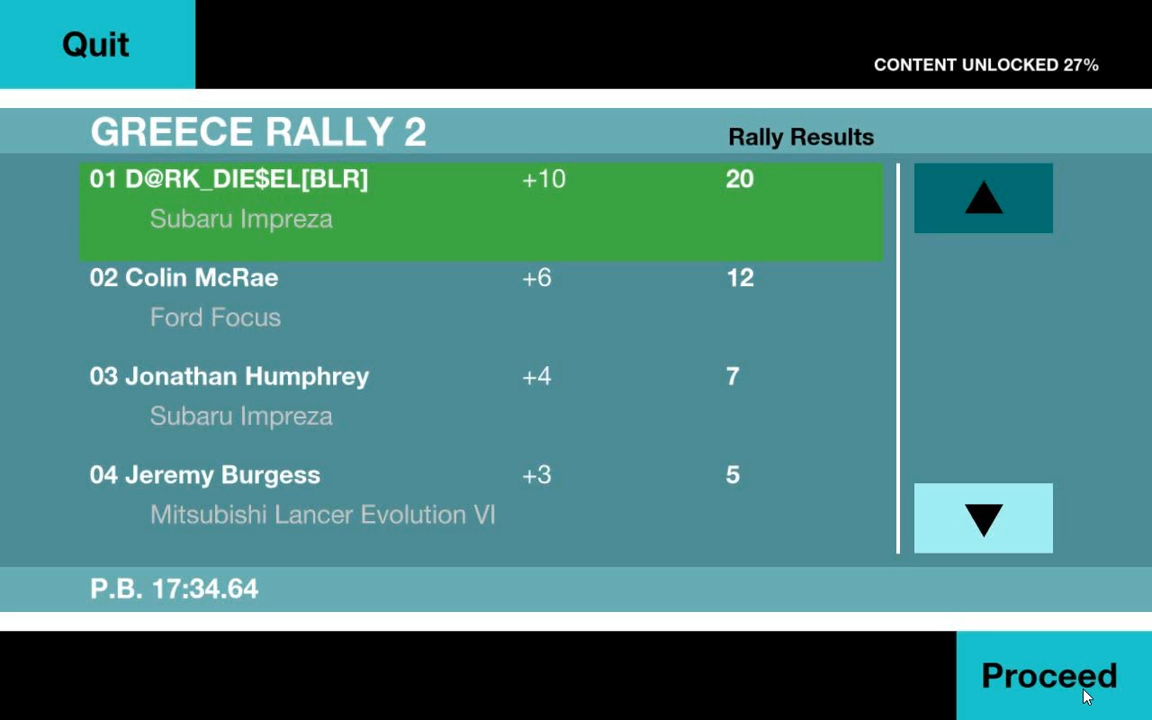 Quit
CONTENT UNLOCKED 27%
GREECE RALLY 2 Rally Results
01 D@RK_DIE$EL[BLR] +10 20
Subaru Impreza
02 Colin McRae +6 12
Ford Focus
03 Jonathan Humphrey +4 7
Subaru Impreza
04 Jeremy Burgess +3 5
Mitsubishi Lancer Evolution VI
P.B. 17:34.64
Proceed